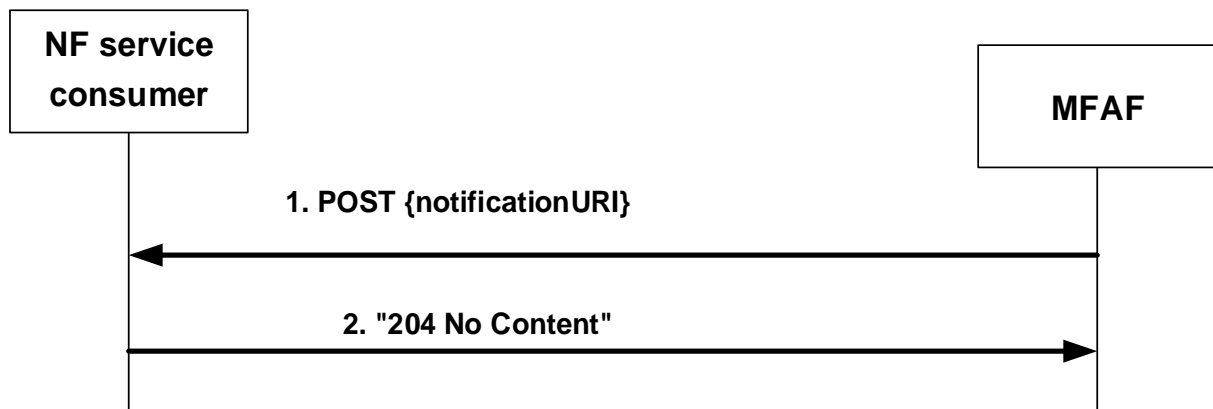 NF service
consumer
MFAF
1. POST {notificationURI}
2. "204 No Content"